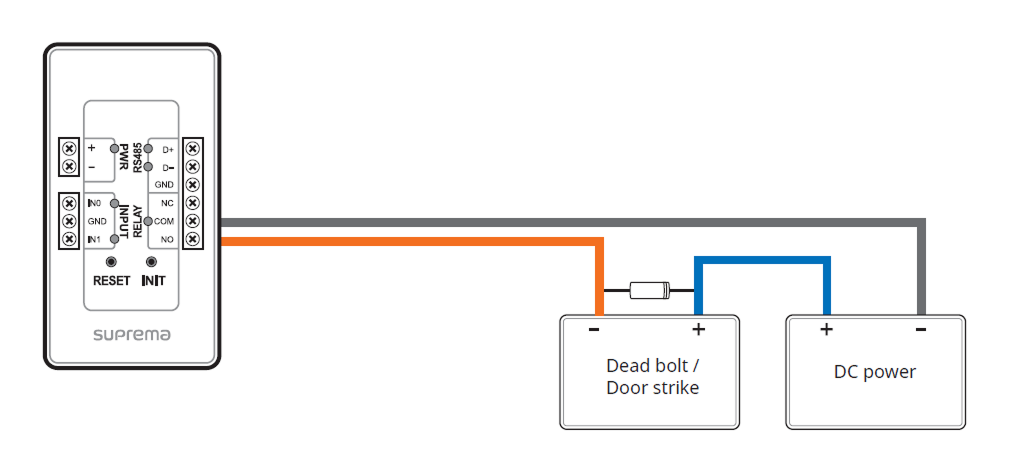 +
−
PWR
RS485
D+
D−
GND
IN0
GND
IN1
INPUT
RELAY
NC
COM
NO
RESET INIT
suprema
− +
Dead bolt /
Door strike
+ −
DC power